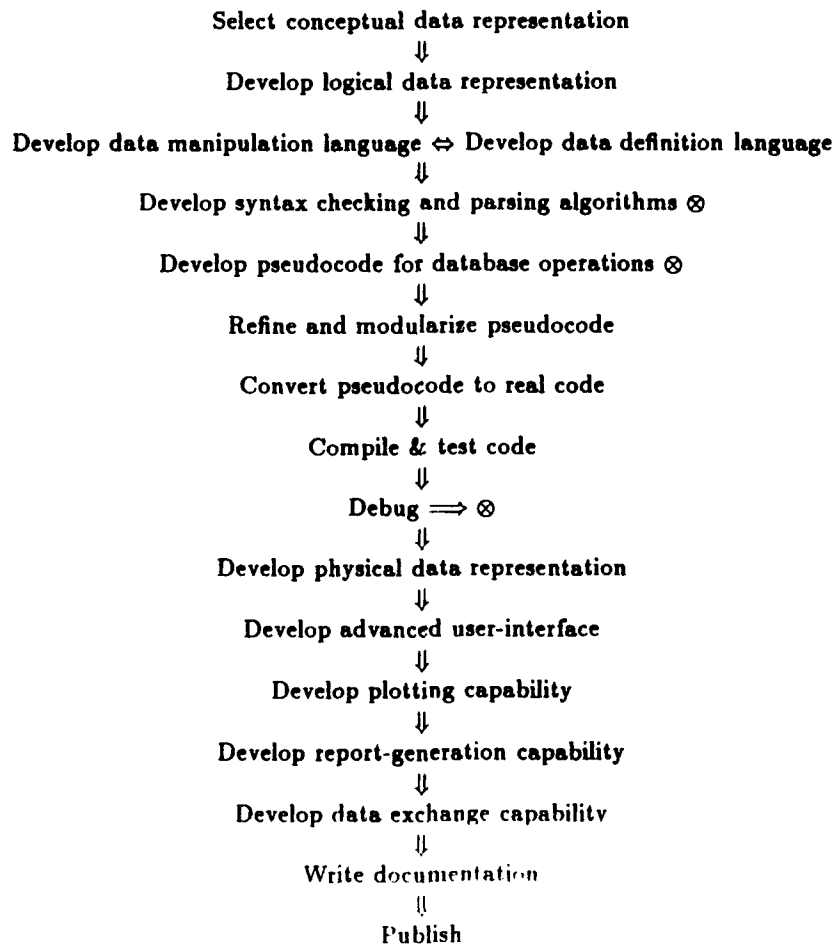 Select conceptual data representation
⇓
Develop logical data representation
⇓
Develop data manipulation language ⇔ Develop data definition language
⇓
Develop syntax checking and parsing algorithms ⊗
⇓
Develop pseudocode for database operations ⊗
⇓
Refine and modularize pseudocode
⇓
Convert pseudocode to real code
⇓
Compile & test code
⇓
Debug ⟹ ⊗
⇓
Develop physical data representation
⇓
Develop advanced user-interface
⇓
Develop plotting capability
⇓
Develop report-generation capability
⇓
Develop data exchange capability
⇓
Write documentation
⇓
Publish